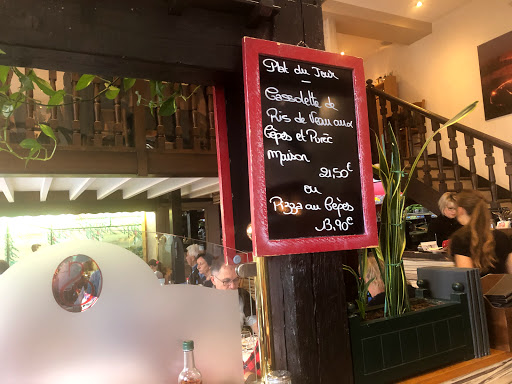 Plat du Jour
Cassolette de
Ris de Veau aux
Cèpes et Purée
maison
21,50€
ou
Pizza au Cèpes
13,90€